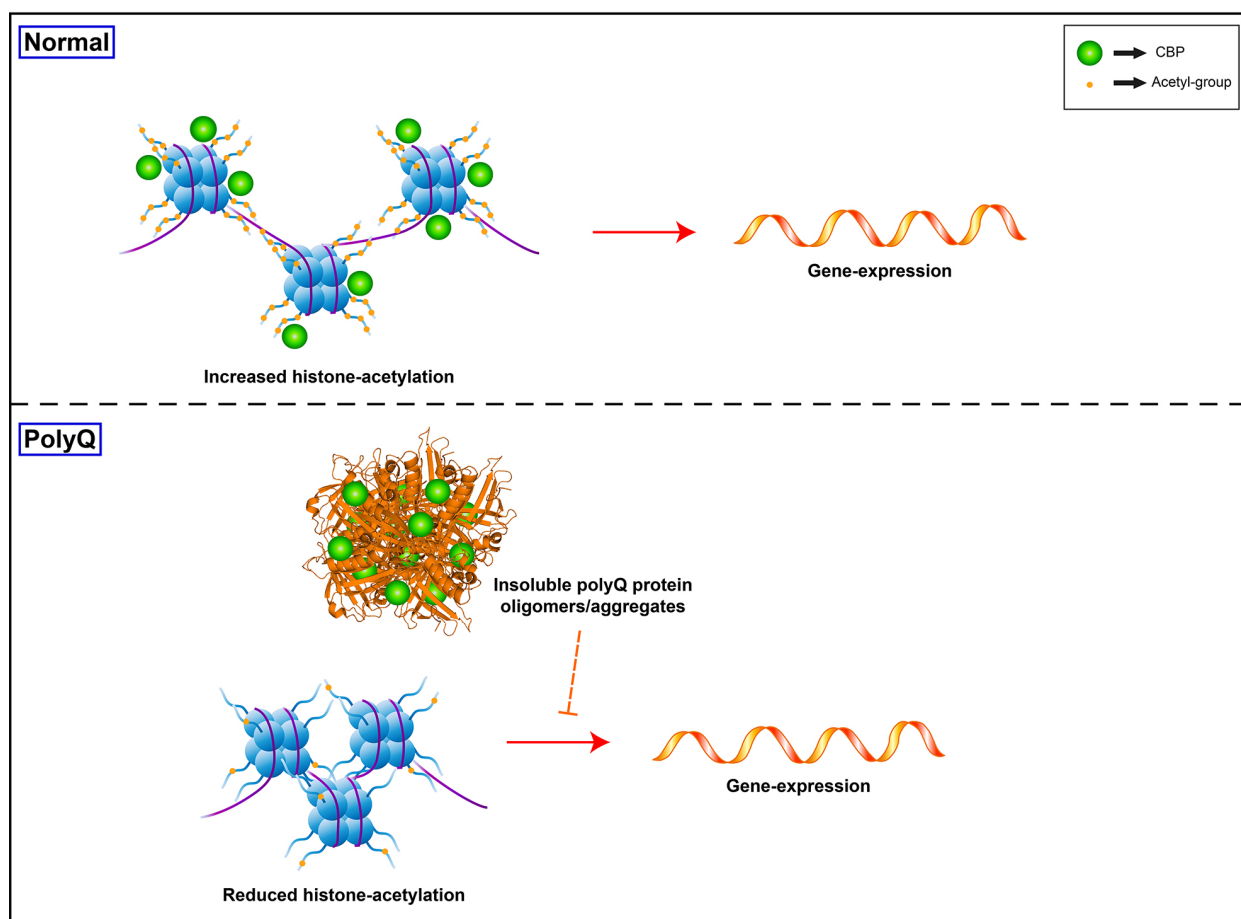 Normal
CBP
Acetyl-group
Gene-expression
Increased histone-acetylation
PolyQ
Insoluble polyQ protein
oligomers/aggregates
Gene-expression
Reduced histone-acetylation